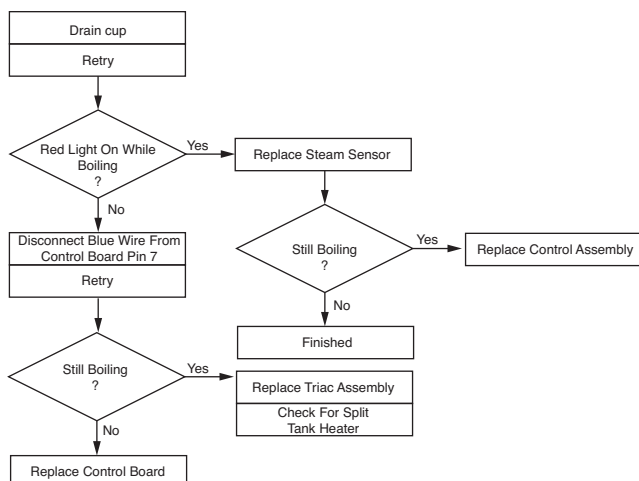 Drain cup
Retry
Red Light On While
Boiling
?
Yes
Replace Steam Sensor
No
Disconnect Blue Wire From
Control Board Pin 7
Retry
Still Boiling
?
Yes
Replace Control Assembly
No
Finished
Still Boiling
?
Yes
Replace Triac Assembly
Check For Split
Tank Heater
No
Replace Control Board